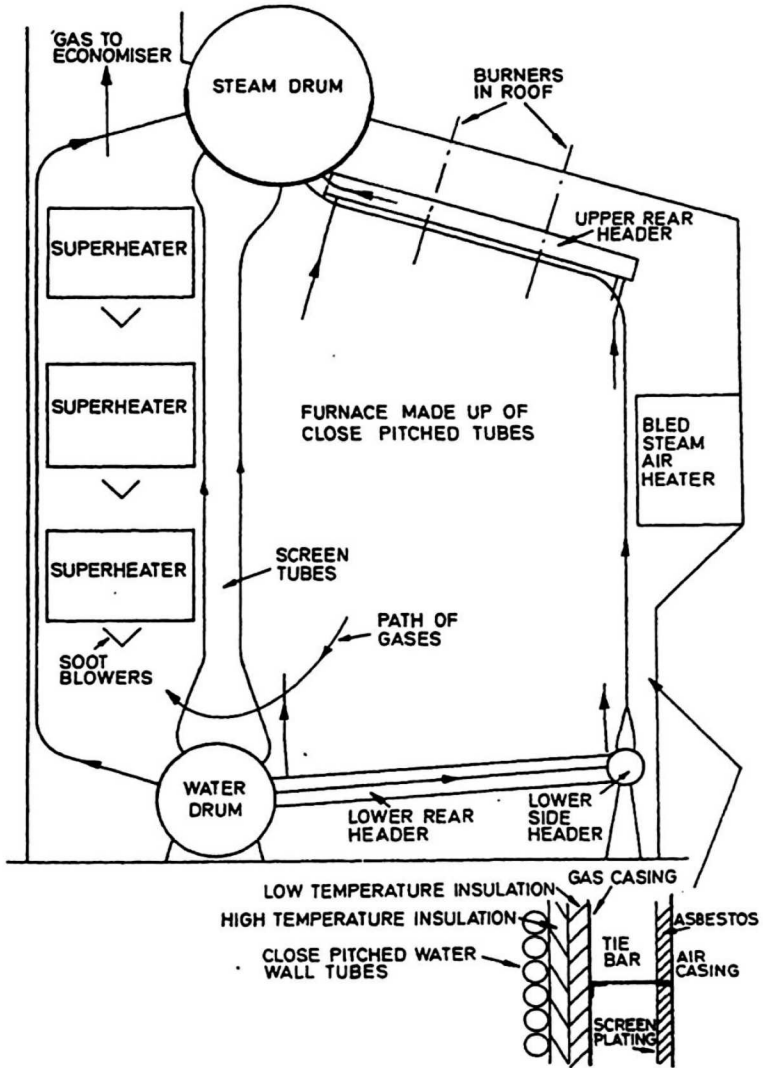 GAS TO
ECONOMISER
STEAM DRUM
BURNERS
IN ROOF
UPPER REAR
HEADER
SUPERHEATER
SUPERHEATER
FURNACE MADE UP OF
CLOSE PITCHED TUBES
BLED
STEAM
AIR
HEATER
SUPERHEATER
SCREEN
TUBES
PATH OF
GASES
SOOT
BLOWERS
WATER
DRUM
LOWER REAR
HEADER
LOWER
SIDE
HEADER
GAS CASING
LOW TEMPERATURE INSULATION
HIGH TEMPERATURE INSULATION
CLOSE PITCHED WATER
WALL TUBES
TIE
BAR
ASBESTOS
AIR
CASING
SCREEN
PLATING